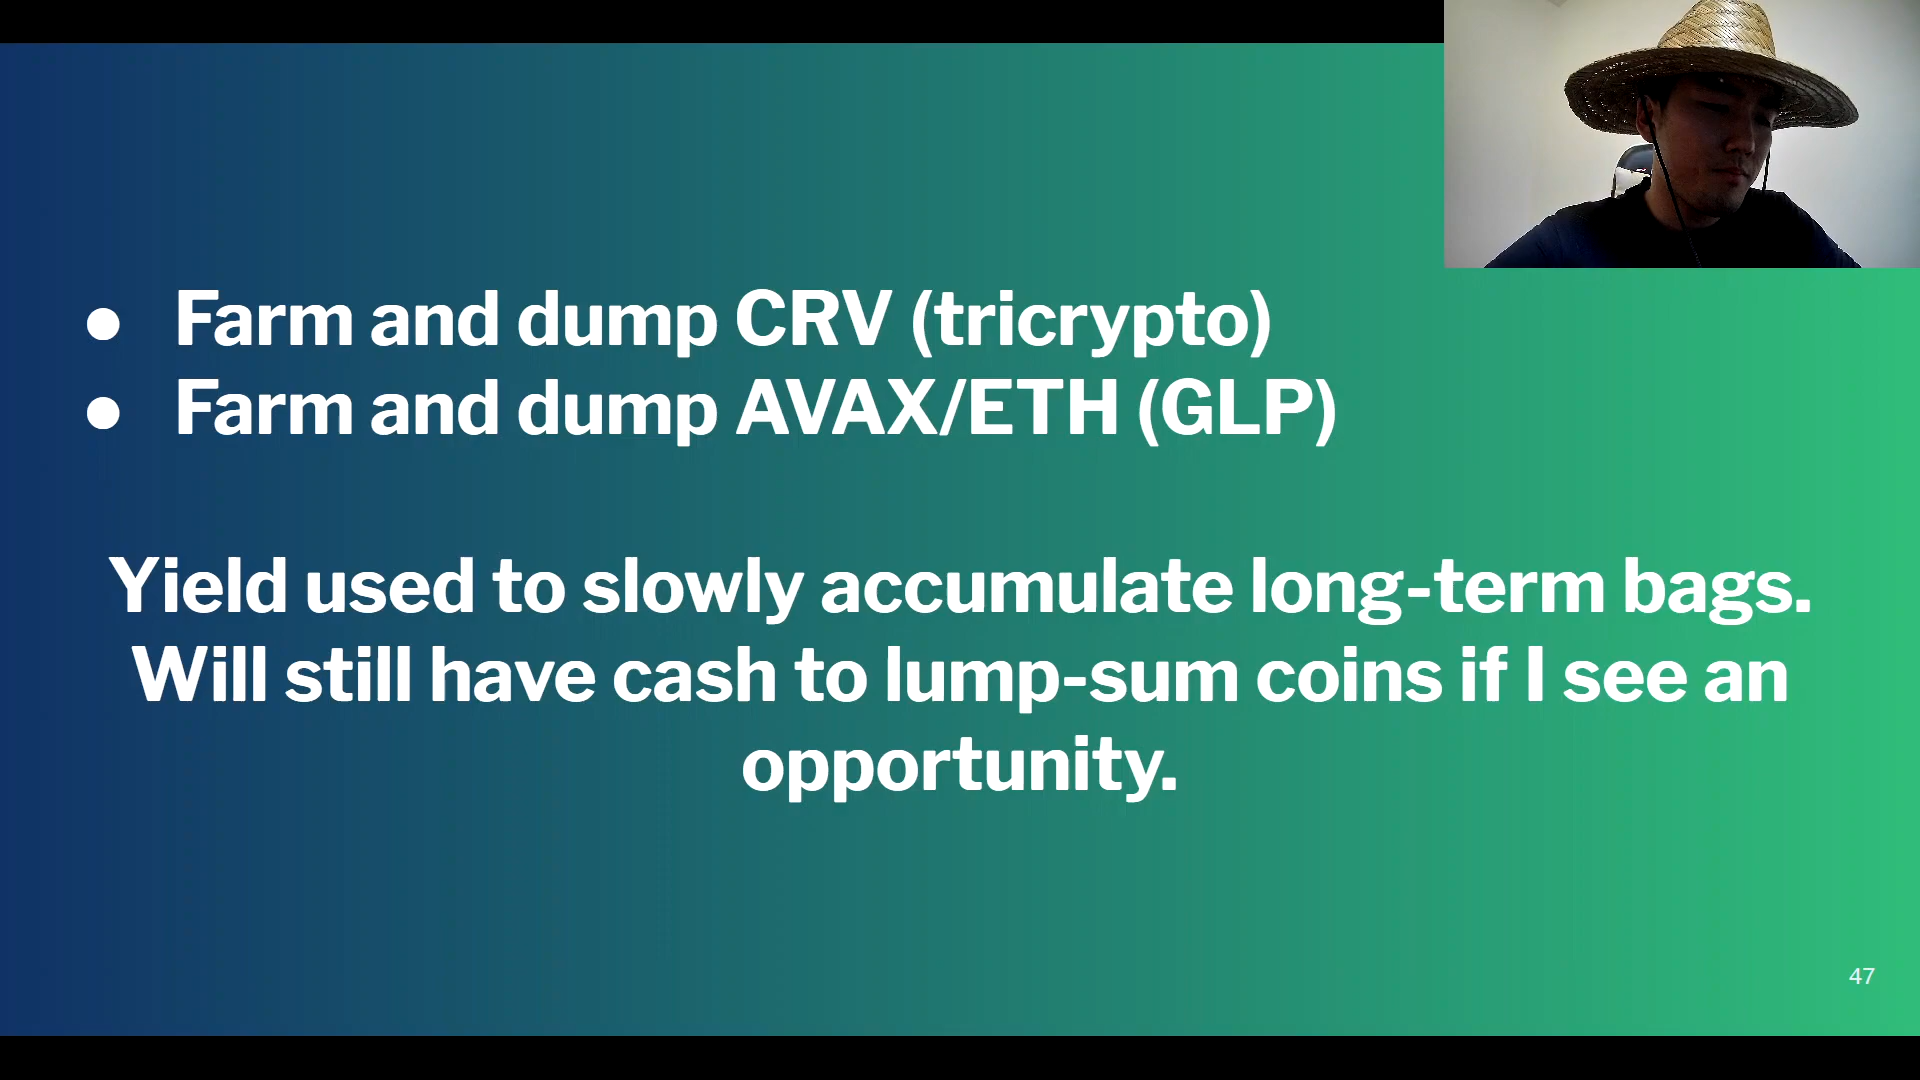 ● Farm and dump CRV (tricrypto)
● Farm and dump AVAX/ETH (GLP)
Yield used to slowly accumulate long-term bags.
Will still have cash to lump-sum coins if I see an
opportunity.
47